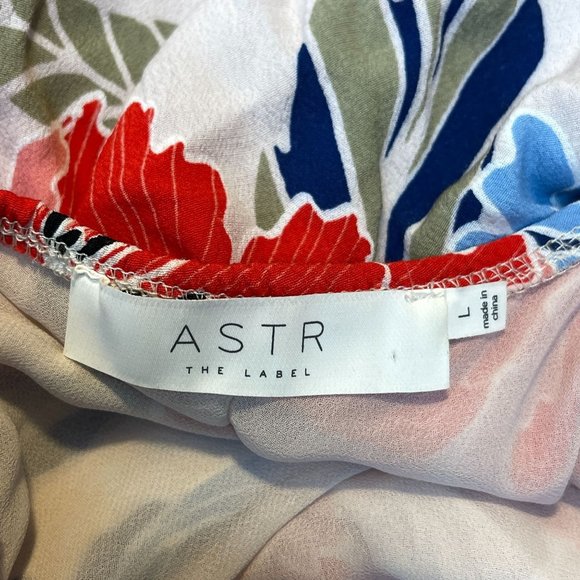 ASTR
THE LABEL
L
made in
china